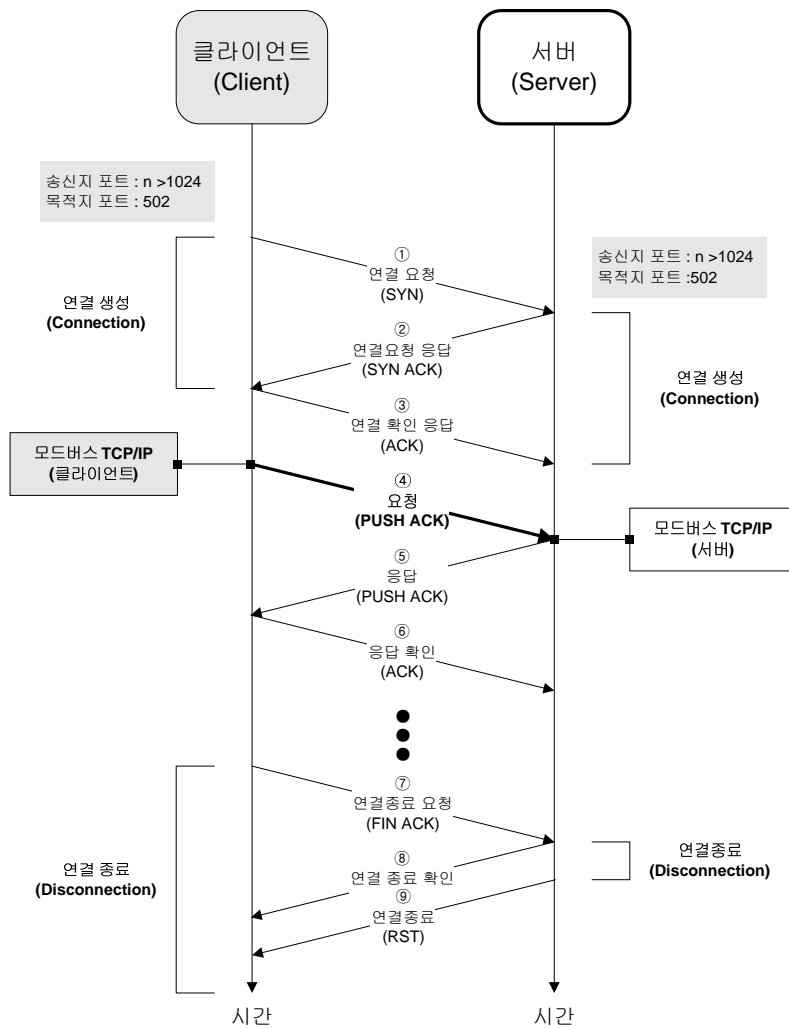 클라이언트
(Client)
서버
(Server)
송신지 포트 : n >1024
목적지 포트 : 502
송신지 포트 : n >1024
목적지 포트 :502
①
연결 요청
(SYN)
연결 생성
(Connection)
②
연결요청 응답
(SYN ACK)
연결 생성
(Connection)
③
연결 확인 응답
(ACK)
모드버스 TCP/IP
(클라이언트)
④
요청
(PUSH ACK)
모드버스 TCP/IP
(서버)
⑤
응답
(PUSH ACK)
⑥
응답 확인
(ACK)
⑦
연결종료 요청
(FIN ACK)
연결 종료
(Disconnection)
⑧
연결 종료 확인
연결종료
(Disconnection)
⑨
연결종료
(RST)
시간
시간